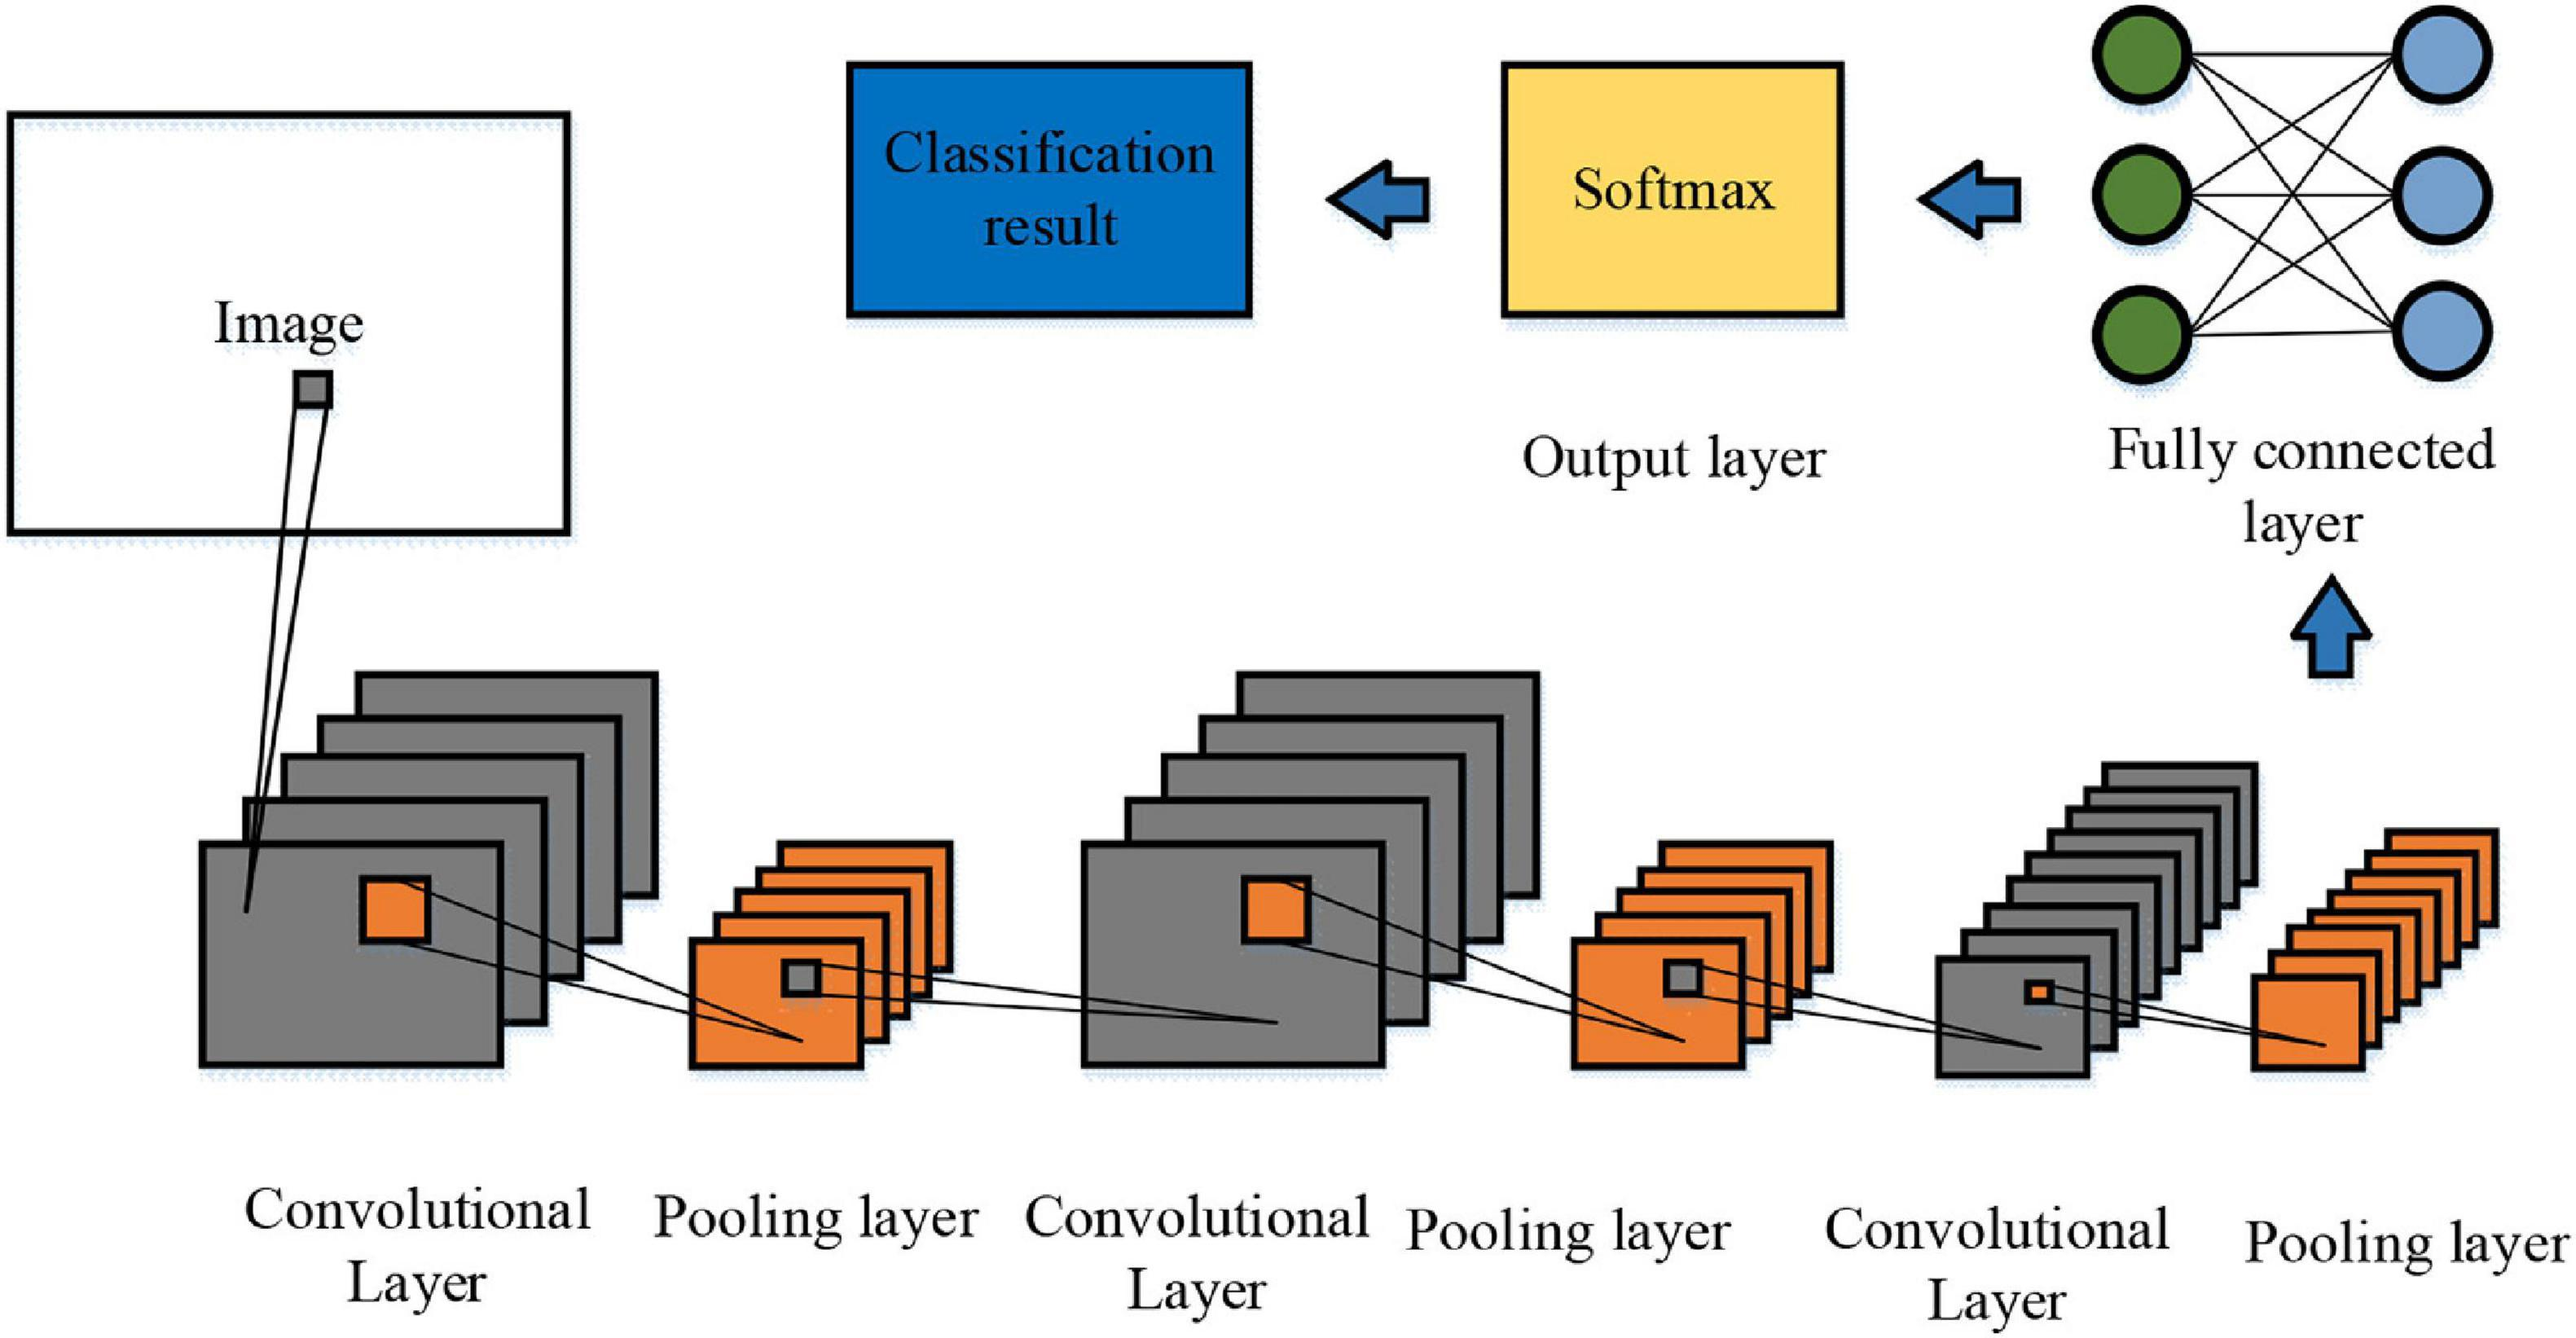 Classification
result
Softmax
Image
Output layer
Fully connected
layer
Convolutional
Layer
Pooling layer
Convolutional
Layer
Pooling layer
Convolutional
Layer
Pooling layer